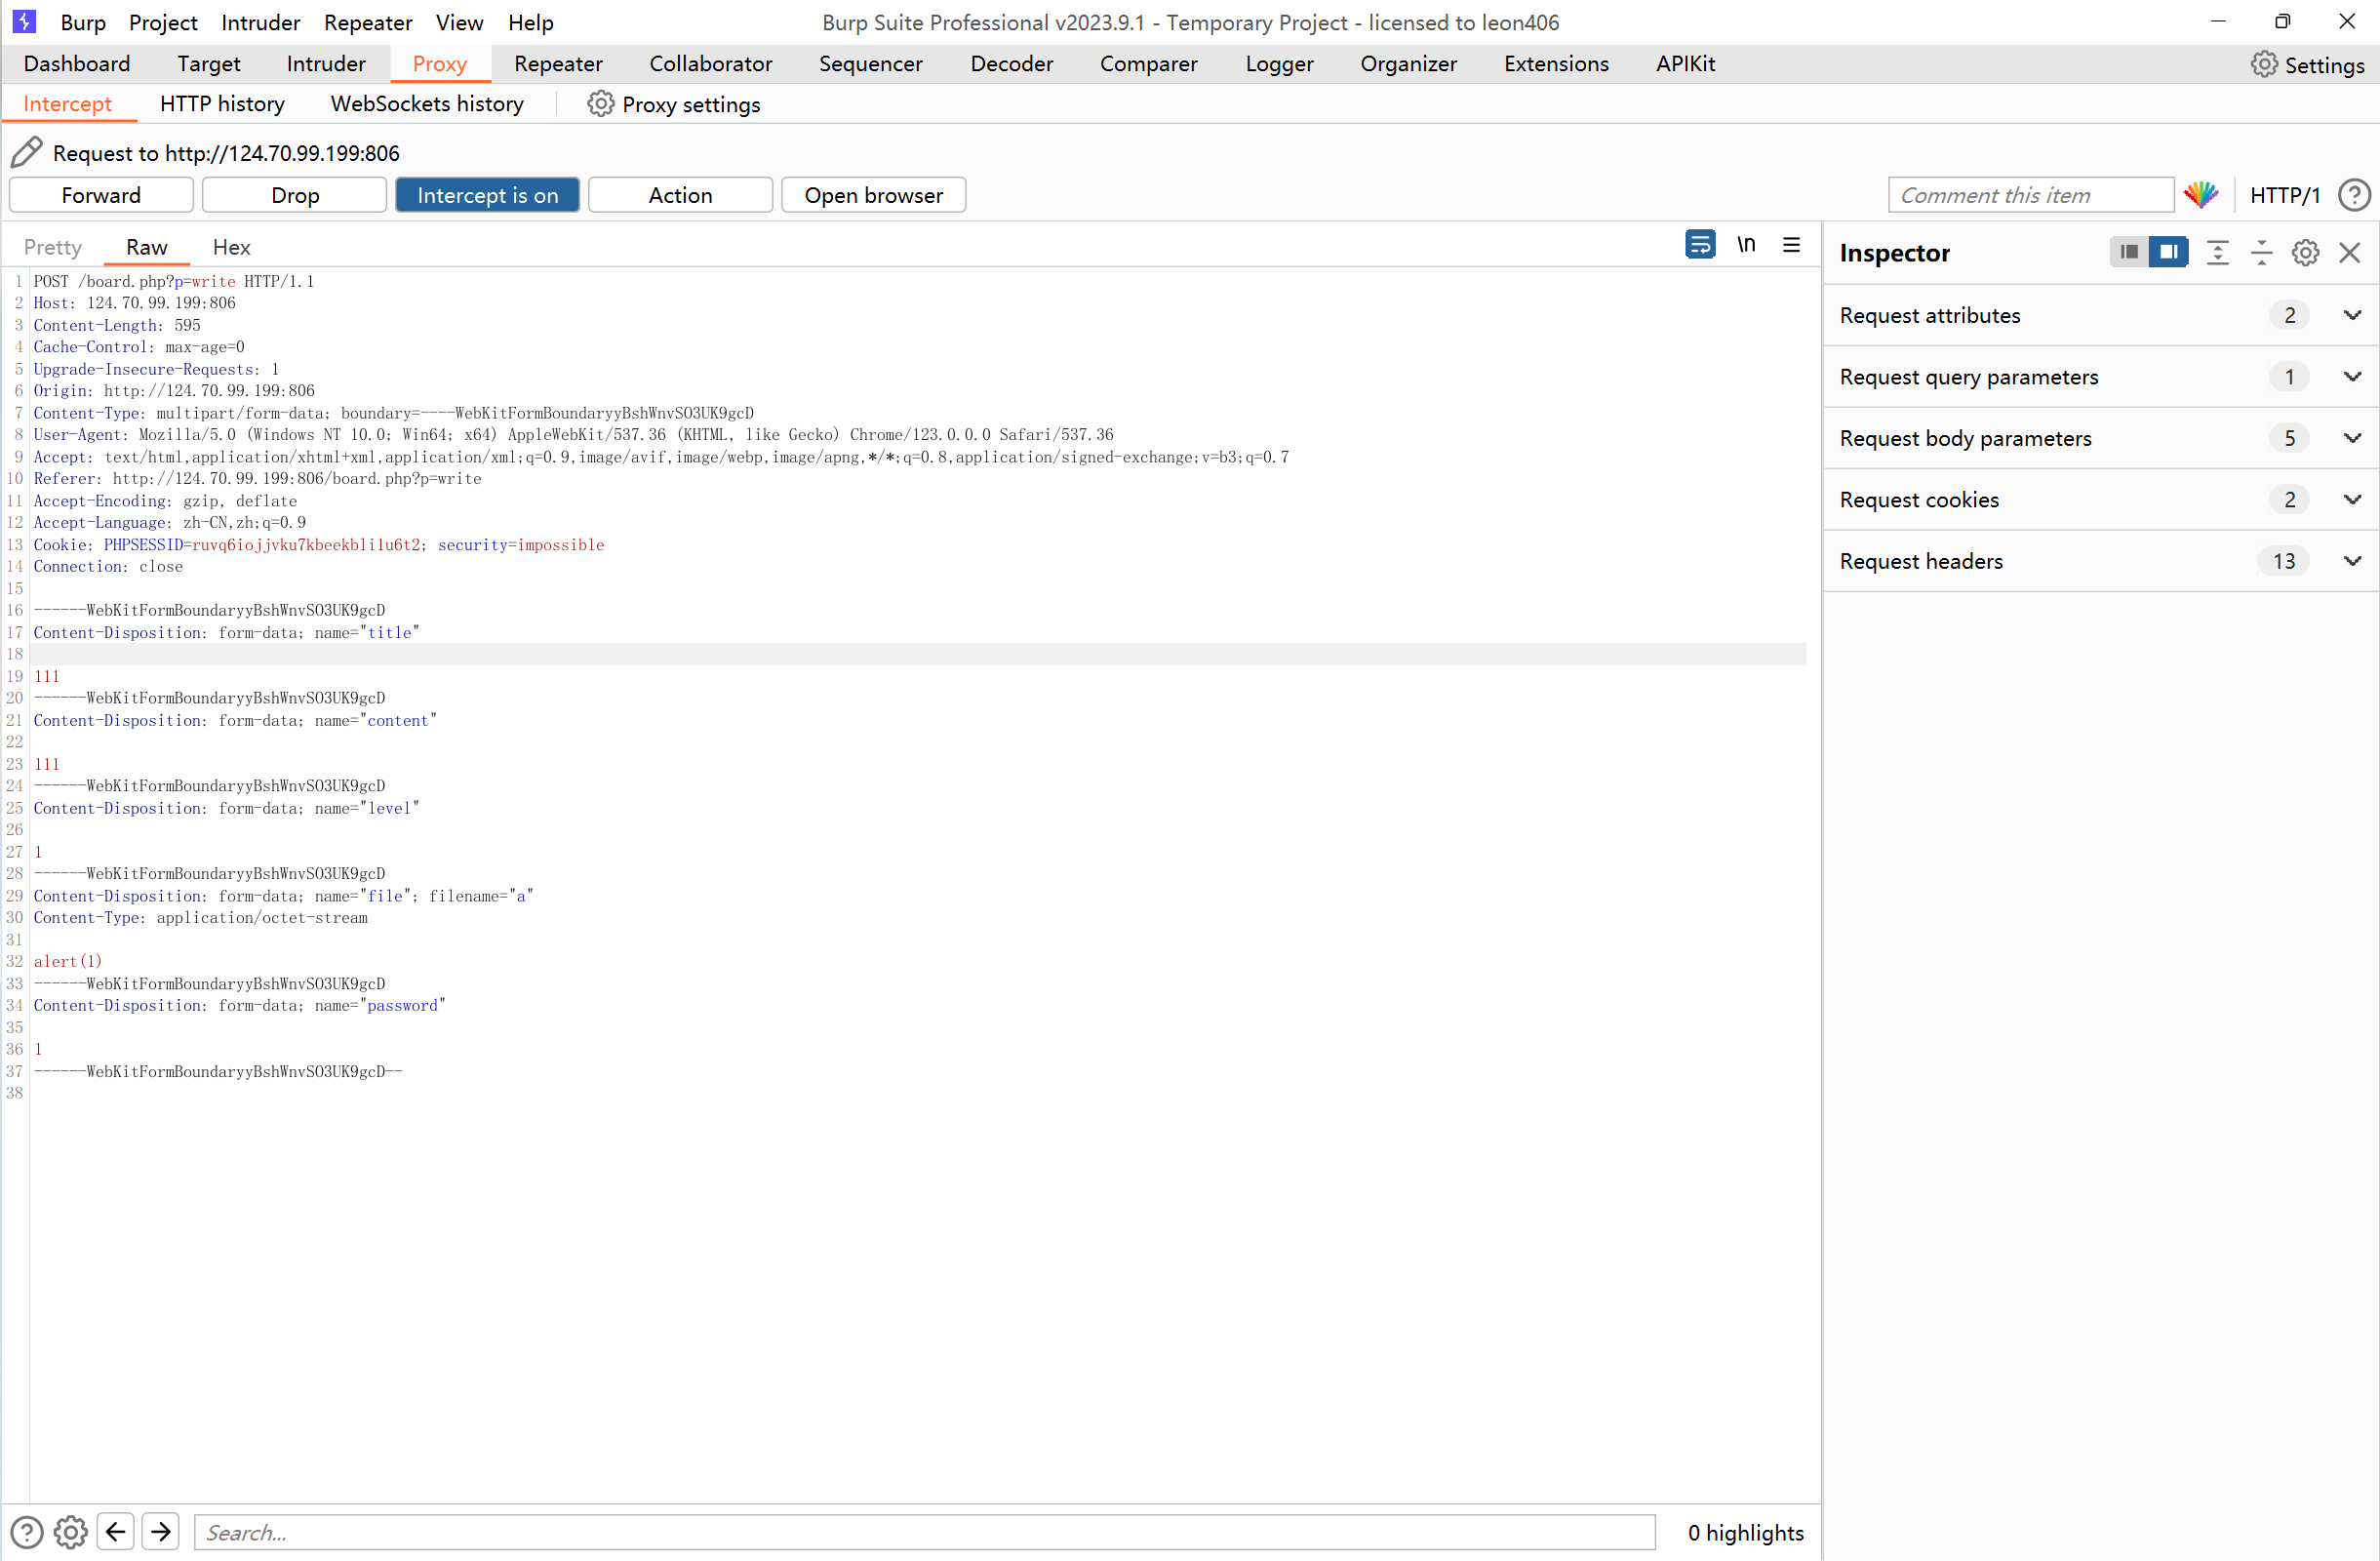 Burp Project Intruder Repeater View Help Burp Suite Professional v2023.9.1 - Temporary Project - licensed to leon406
Dashboard Target Intruder Proxy Repeater Collaborator Sequencer Decoder Comparer Logger Organizer Extensions APIKit Settings
Intercept HTTP history WebSockets history Proxy settings
Request to http://124.70.99.199:806
Forward Drop Intercept is on Action Open browser Comment this item HTTP/1
Pretty Raw Hex \n
Inspector
Request attributes 2
Request query parameters 1
Request body parameters 5
Request cookies 2
Request headers 13
1 POST /board.php?p=write HTTP/1.1
2 Host: 124.70.99.199:806
3 Content-Length: 595
4 Cache-Control: max-age=0
5 Upgrade-Insecure-Requests: 1
6 Origin: http://124.70.99.199:806
7 Content-Type: multipart/form-data; boundary=----WebKitFormBoundaryyBshWnvSO3UK9gcD
8 User-Agent: Mozilla/5.0 (Windows NT 10.0; Win64; x64) AppleWebKit/537.36 (KHTML, like Gecko) Chrome/123.0.0.0 Safari/537.36
9 Accept: text/html,application/xhtml+xml,application/xml;q=0.9,image/avif,image/webp,image/apng,*/*;q=0.8,application/signed-exchange;v=b3;q=0.7
10 Referer: http://124.70.99.199:806/board.php?p=write
11 Accept-Encoding: gzip, deflate
12 Accept-Language: zh-CN,zh;q=0.9
13 Cookie: PHPSESSID=ruvq6iojjvku7kbeekbli1u6t2; security=impossible
14 Connection: close
15
16 ------WebKitFormBoundaryyBshWnvSO3UK9gcD
17 Content-Disposition: form-data; name="title"
18
19 111
20 ------WebKitFormBoundaryyBshWnvSO3UK9gcD
21 Content-Disposition: form-data; name="content"
22
23 111
24 ------WebKitFormBoundaryyBshWnvSO3UK9gcD
25 Content-Disposition: form-data; name="level"
26
27 1
28 ------WebKitFormBoundaryyBshWnvSO3UK9gcD
29 Content-Disposition: form-data; name="file"; filename="a"
30 Content-Type: application/octet-stream
31
32 alert(1)
33 ------WebKitFormBoundaryyBshWnvSO3UK9gcD
34 Content-Disposition: form-data; name="password"
35
36 1
37 ------WebKitFormBoundaryyBshWnvSO3UK9gcD--
38
Search... 0 highlights